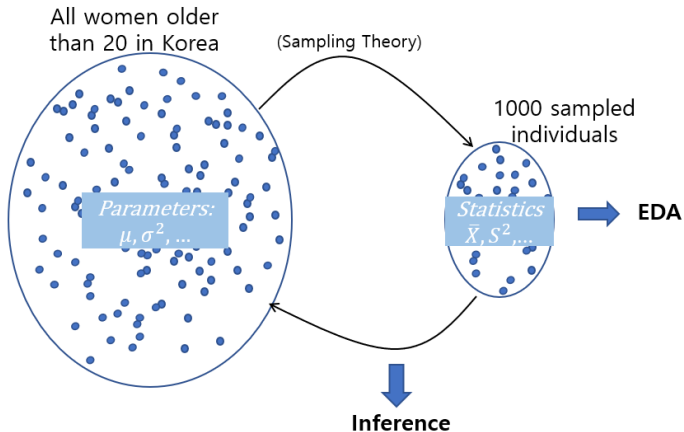 All women older
than 20 in Korea
(Sampling Theory)
1000 sampled
individuals
Parameters:
μ, σ², …
Statistics
X̄, S²,…
EDA
Inference